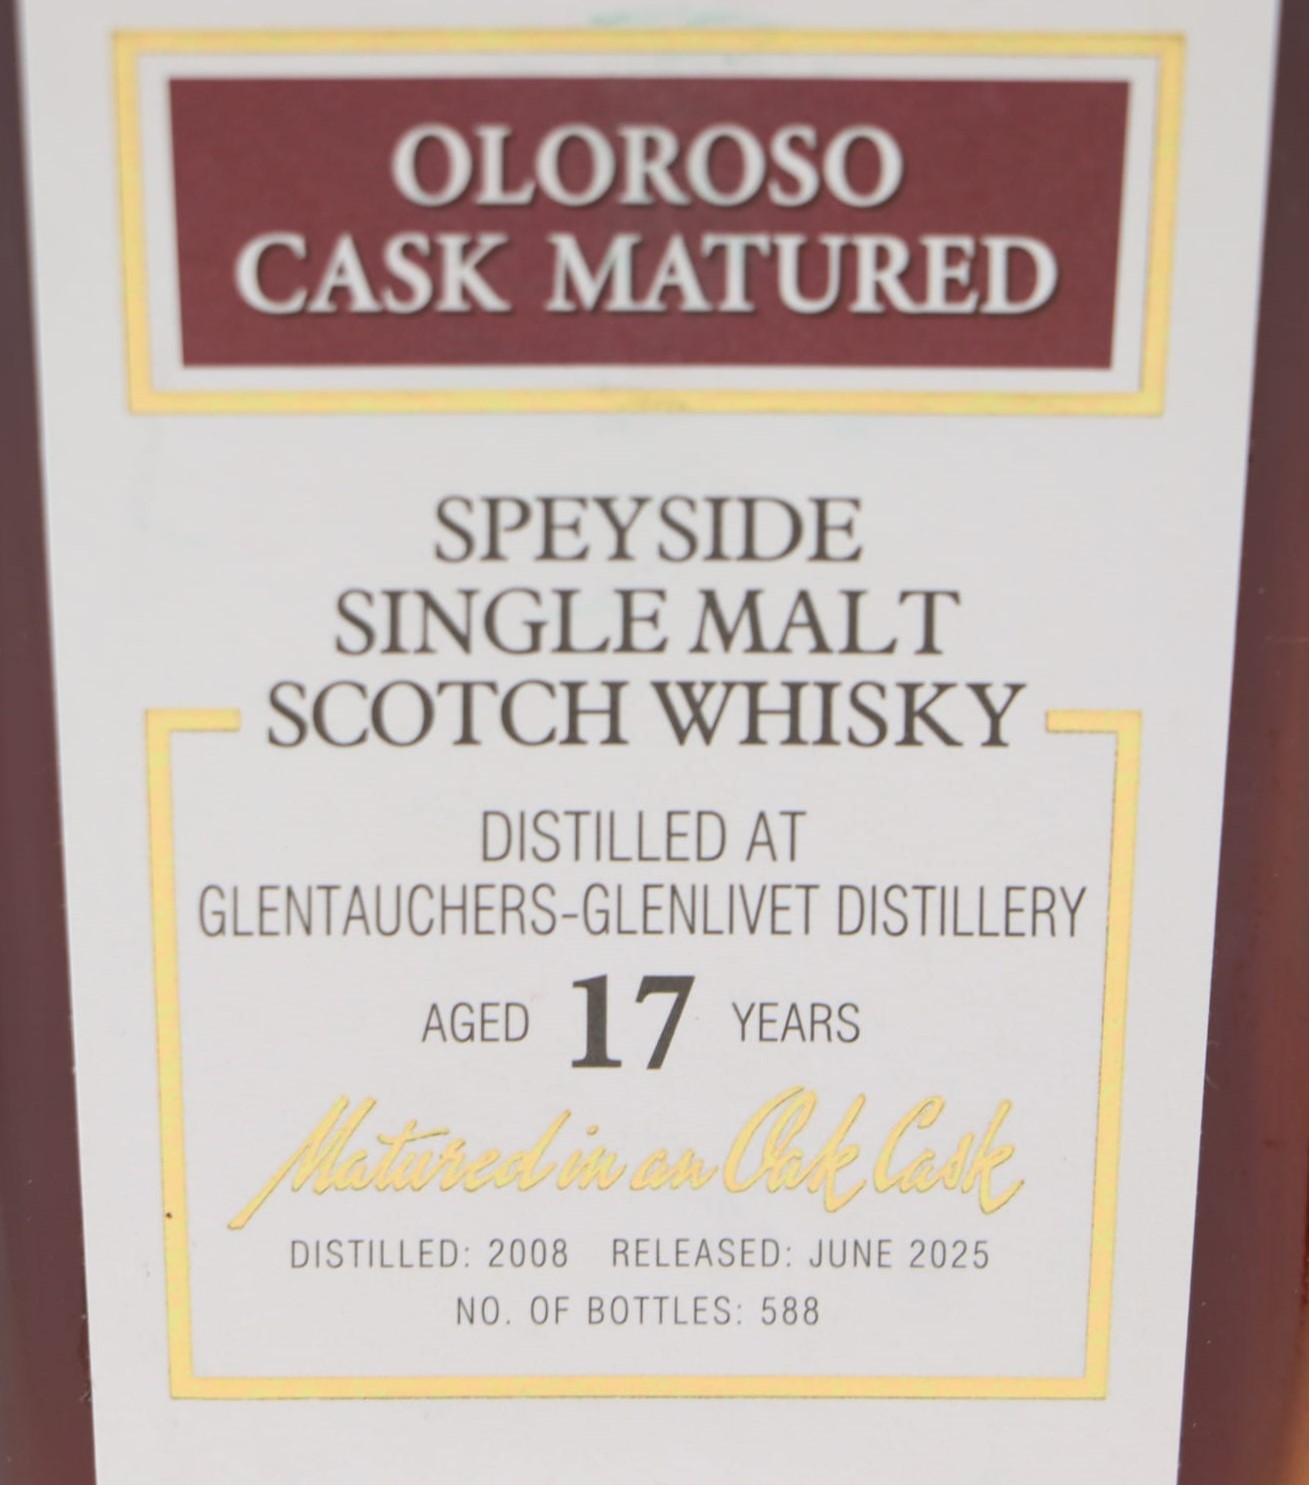 OLOROSO
CASK MATURED
SPEYSIDE
SINGLE MALT
SCOTCH WHISKY
DISTILLED AT
GLENTAUCHERS-GLENLIVET DISTILLERY
AGED 17 YEARS
Matured in an Oak Cask
DISTILLED: 2008 RELEASED: JUNE 2025
NO. OF BOTTLES: 588